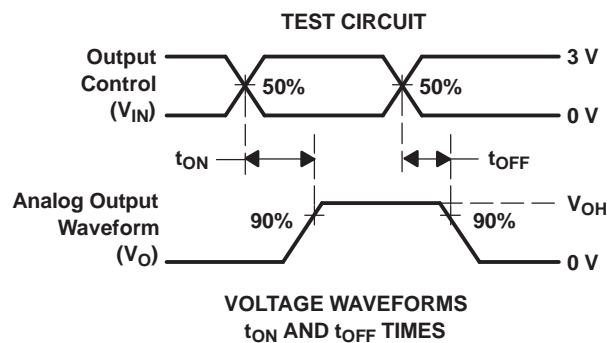 TEST CIRCUIT
Output
Control
(VIN)
50%
50%
3 V
0 V
tON
tOFF
Analog Output
Waveform
(VO)
90%
90%
VOH
0 V
VOLTAGE WAVEFORMS
tON AND tOFF TIMES